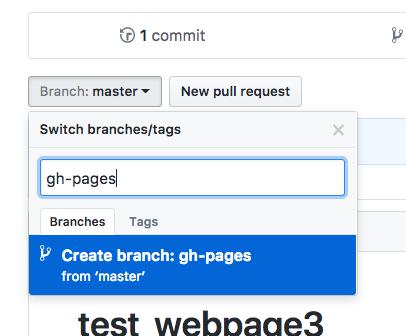 1 commit
Branch: master
New pull request
Switch branches/tags
gh-pages
Branches
Tags
Create branch: gh-pages
from ‘master’
test_webpage3